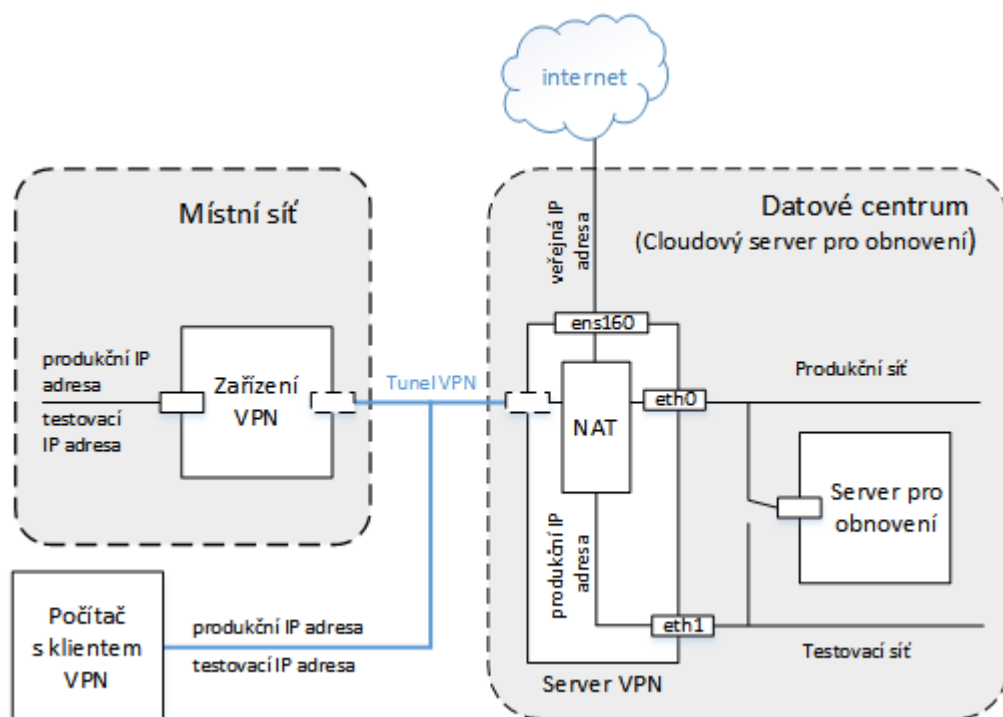 internet
Místní síť
Datové centrum
(Cloudový server pro obnovení)
veřejná IP
adresa
ens160
produkční IP
adresa
testovací
IP adresa
Zařízení
VPN
Tunel VPN
NAT
eth0
Produkční síť
Server pro
obnovení
produkční IP
adresa
eth1
Testovací síť
Server VPN
Počítač
s klientem
VPN
produkční IP adresa
testovací IP adresa